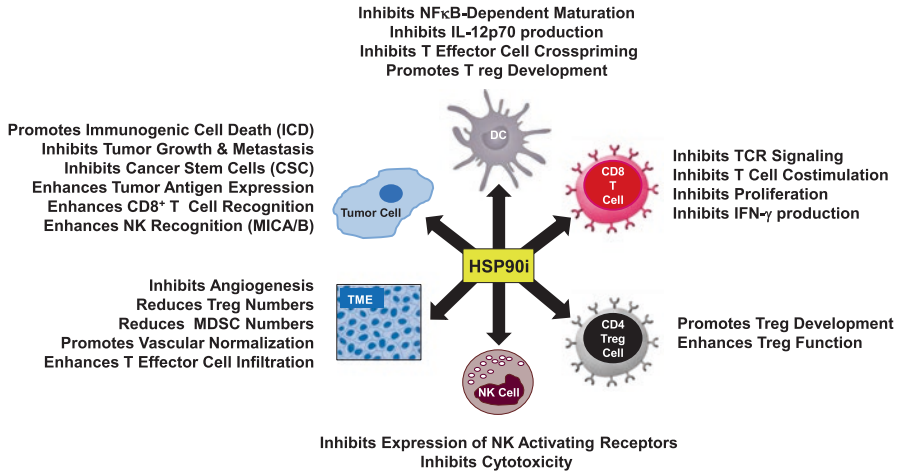 Inhibits NFκB-Dependent Maturation
Inhibits IL-12p70 production
Inhibits T Effector Cell Crosspriming
Promotes T reg Development
DC
Promotes Immunogenic Cell Death (ICD)
Inhibits Tumor Growth & Metastasis
Inhibits Cancer Stem Cells (CSC)
Enhances Tumor Antigen Expression
Enhances CD8⁺ T Cell Recognition
Enhances NK Recognition (MICA/B)
Tumor Cell
CD8
T
Cell
Inhibits TCR Signaling
Inhibits T Cell Costimulation
Inhibits Proliferation
Inhibits IFN-γ production
HSP90i
Inhibits Angiogenesis
Reduces Treg Numbers
Reduces MDSC Numbers
Promotes Vascular Normalization
Enhances T Effector Cell Infiltration
TME
CD4
Treg
Cell
Promotes Treg Development
Enhances Treg Function
NK Cell
Inhibits Expression of NK Activating Receptors
Inhibits Cytotoxicity